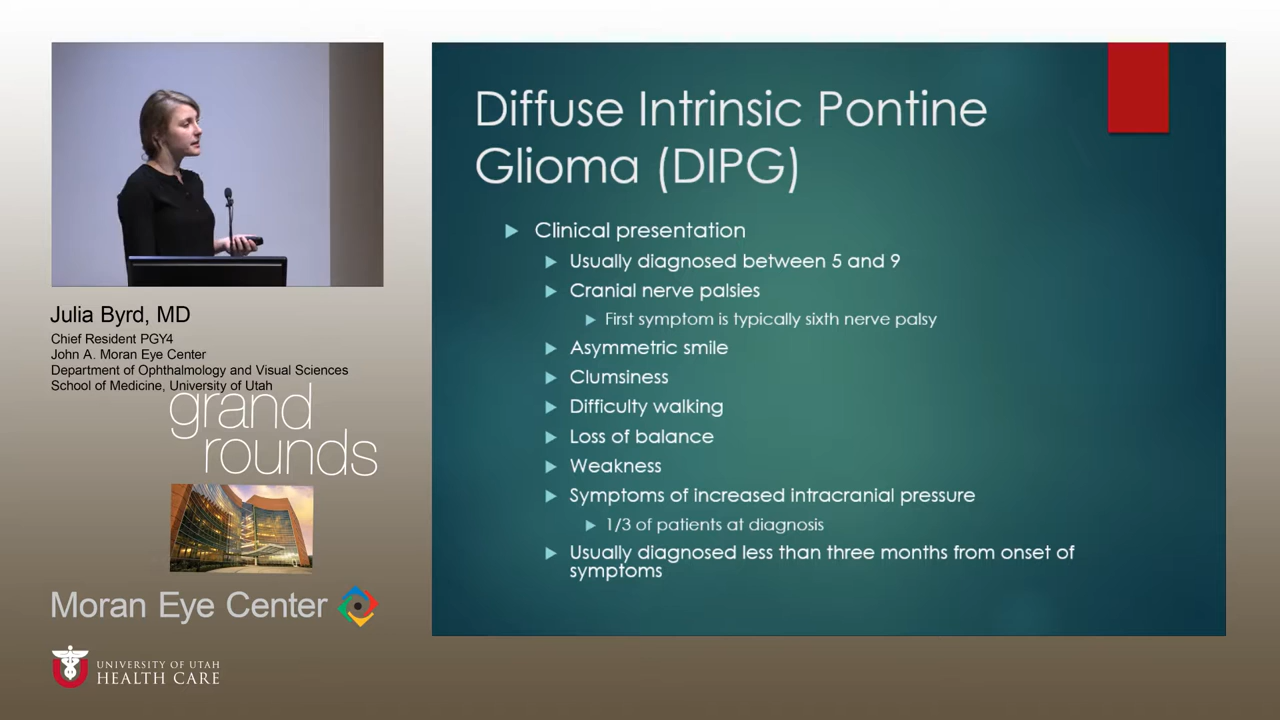 Julia Byrd, MD
Chief Resident PGY4
John A. Moran Eye Center
Department of Ophthalmology and Visual Sciences
School of Medicine, University of Utah
grand
rounds
Moran Eye Center
UNIVERSITY OF UTAH
HEALTH CARE
Diffuse Intrinsic Pontine
Glioma (DIPG)
Clinical presentation
Usually diagnosed between 5 and 9
Cranial nerve palsies
First symptom is typically sixth nerve palsy
Asymmetric smile
Clumsiness
Difficulty walking
Loss of balance
Weakness
Symptoms of increased intracranial pressure
1/3 of patients at diagnosis
Usually diagnosed less than three months from onset of
symptoms